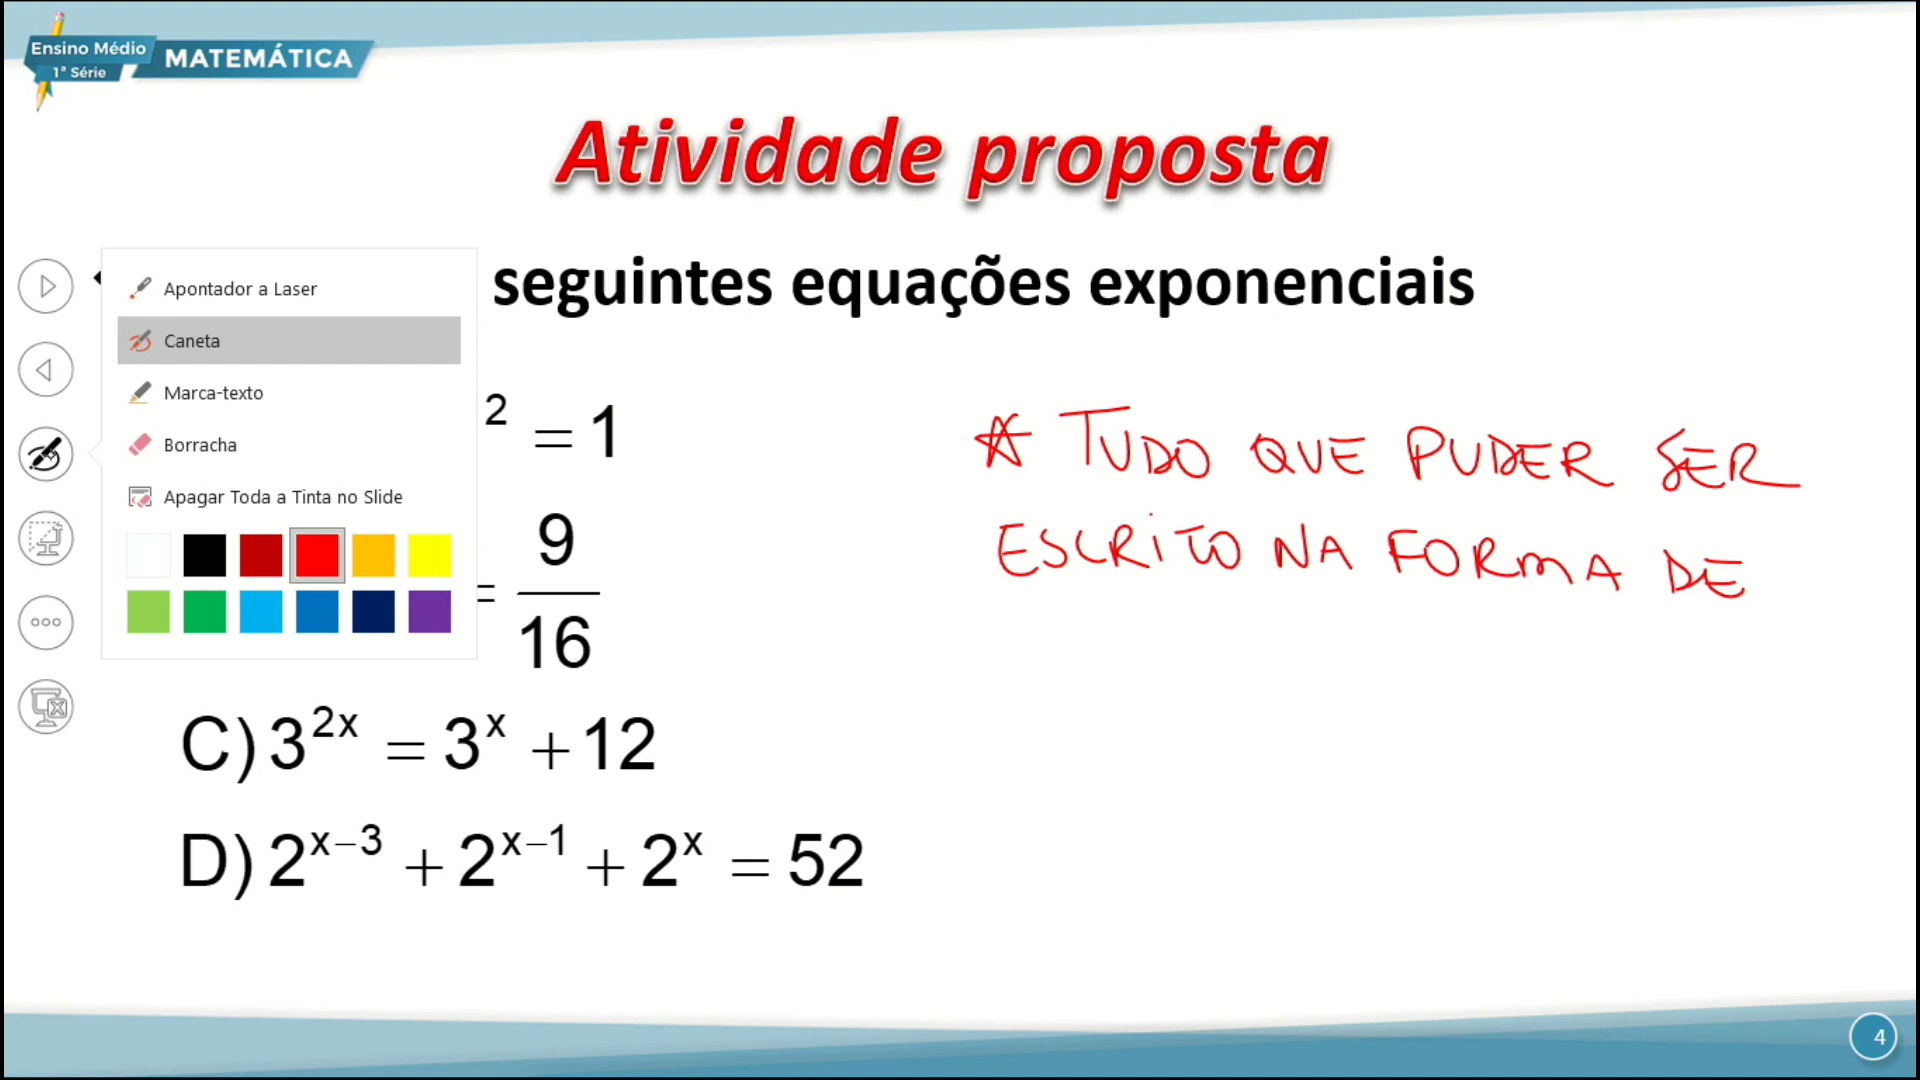 Ensino Médio
1ª Série
MATEMÁTICA
Atividade proposta
seguintes equações exponenciais
Apontador a Laser
Caneta
Marca-texto
Borracha
Apagar Toda a Tinta no Slide
2 = 1
= 9/16
C) 3^{2x} = 3^x + 12
D) 2^{x-3} + 2^{x-1} + 2^x = 52
* TUDO QUE PUDER SER
ESCRITO NA FORMA DE
4